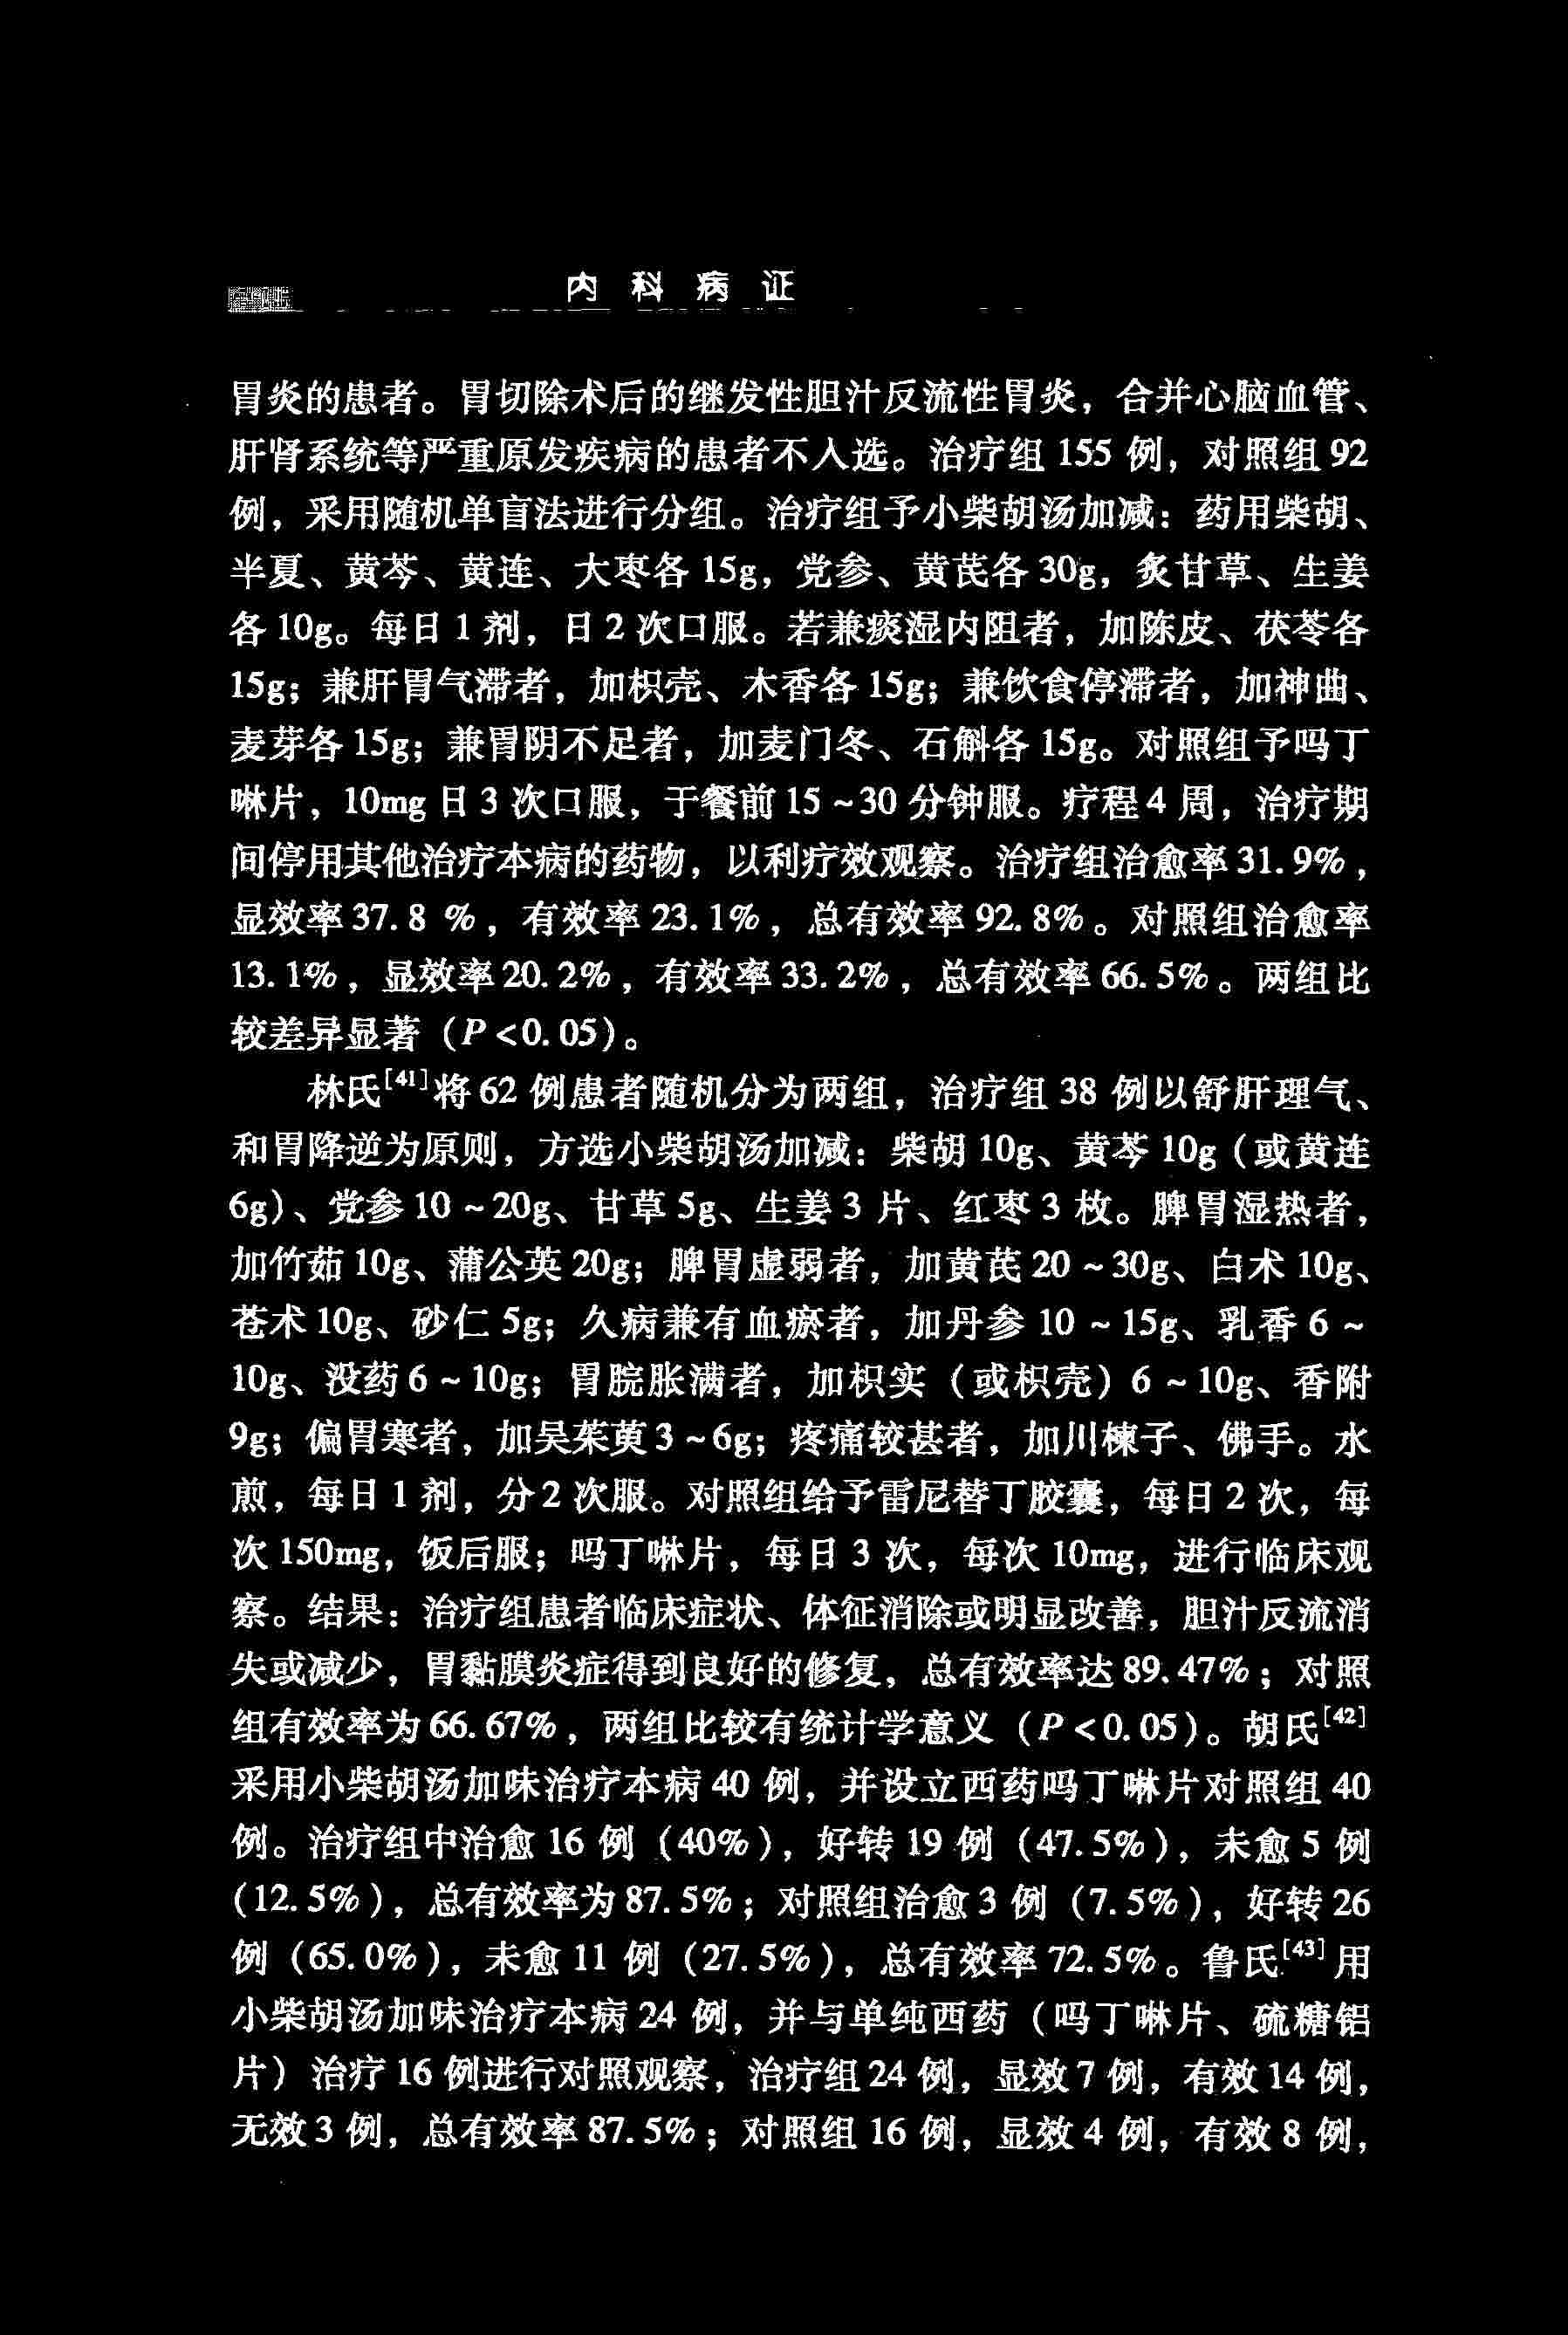 内科病证
胃炎的患者。胃切除术后的继发性胆汁反流性胃炎，合并心脑血管、
肝肾系统等严重原发疾病的患者不入选。治疗组 155 例，对照组 92
例，采用随机单盲法进行分组。治疗组予小柴胡汤加减：药用柴胡、
半夏、黄芩、黄连、大枣各 15g，党参、黄芪各 30g，炙甘草、生姜
各 10g。每日 1 剂，日 2 次口服。若兼痰湿内阻者，加陈皮、茯苓各
15g；兼肝胃气滞者，加枳壳、木香各 15g；兼饮食停滞者，加神曲、
麦芽各 15g；兼胃阴不足者，加麦门冬、石斛各 15g。对照组予吗丁
啉片，10mg 日 3 次口服，于餐前 15 ~ 30 分钟服。疗程 4 周，治疗期
间停用其他治疗本病的药物，以利疗效观察。治疗组治愈率 31.9%，
显效率 37.8 %，有效率 23.1%，总有效率 92.8%。对照组治愈率
13.1%，显效率 20.2%，有效率 33.2%，总有效率 66.5%。两组比
较差异显著（P <0.05）。
林氏[41]将 62 例患者随机分为两组，治疗组 38 例以舒肝理气、
和胃降逆为原则，方选小柴胡汤加减：柴胡 10g、黄芩 10g（或黄连
6g）、党参 10 ~ 20g、甘草 5g、生姜 3 片、红枣 3 枚。脾胃湿热者，
加竹茹 10g、蒲公英 20g；脾胃虚弱者，加黄芪 20 ~ 30g、白术 10g、
苍术 10g、砂仁 5g；久病兼有血瘀者，加丹参 10 ~ 15g、乳香 6 ~
10g、没药 6 ~ 10g；胃脘胀满者，加枳实（或枳壳）6 ~ 10g、香附
9g；偏胃寒者，加吴茱萸 3 ~ 6g；疼痛较甚者，加川楝子、佛手。水
煎，每日 1 剂，分 2 次服。对照组给予雷尼替丁胶囊，每日 2 次，每
次 150mg，饭后服；吗丁啉片，每日 3 次，每次 10mg，进行临床观
察。结果：治疗组患者临床症状、体征消除或明显改善，胆汁反流消
失或减少，胃黏膜炎症得到良好的修复，总有效率达 89.47%；对照
组有效率为 66.67%，两组比较有统计学意义（P <0.05）。胡氏[42]
采用小柴胡汤加味治疗本病 40 例，并设立西药吗丁啉片对照组 40
例。治疗组中治愈 16 例（40%），好转 19 例（47.5%），未愈 5 例
（12.5%），总有效率为 87.5%；对照组治愈 3 例（7.5%），好转 26
例（65.0%），未愈 11 例（27.5%），总有效率 72.5%。鲁氏[43]用
小柴胡汤加味治疗本病 24 例，并与单纯西药（吗丁啉片、硫糖铝
片）治疗 16 例进行对照观察，治疗组 24 例，显效 7 例，有效 14 例，
无效 3 例，总有效率 87.5%；对照组 16 例，显效 4 例，有效 8 例，